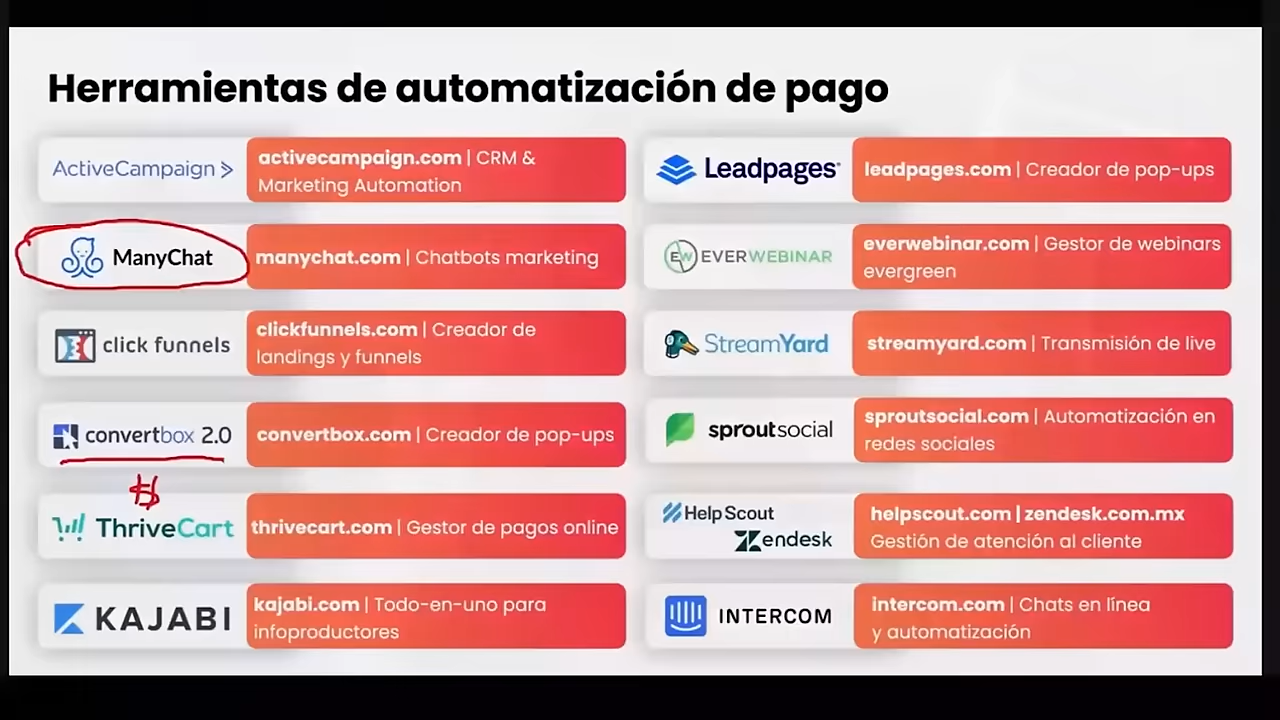 Herramientas de automatización de pago
ActiveCampaign >
activecampaign.com | CRM &
Marketing Automation
ManyChat
manychat.com | Chatbots marketing
click funnels
clickfunnels.com | Creador de
landings y funnels
convertbox 2.0
convertbox.com | Creador de pop-ups
ThriveCart
thrivecart.com | Gestor de pagos online
KAJABI
kajabi.com | Todo-en-uno para
infoproductores
Leadpages
leadpages.com | Creador de pop-ups
EW EVERWEBINAR
everwebinar.com | Gestor de webinars
evergreen
StreamYard
streamyard.com | Transmisión de live
sproutsocial
sproutsocial.com | Automatización en
redes sociales
Help Scout
zendesk
helpscout.com | zendesk.com.mx
Gestión de atención al cliente
INTERCOM
intercom.com | Chats en línea
y automatización